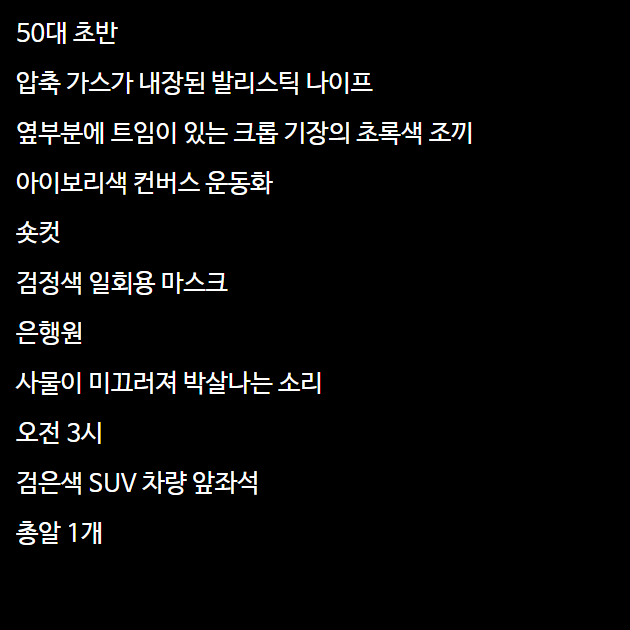 50대 초반
압축 가스가 내장된 발리스틱 나이프
옆부분에 트임이 있는 크롭 기장의 초록색 조끼
아이보리색 컨버스 운동화
숏컷
검정색 일회용 마스크
은행원
사물이 미끄러져 박살나는 소리
오전 3시
검은색 SUV 차량 앞좌석
총알 1개